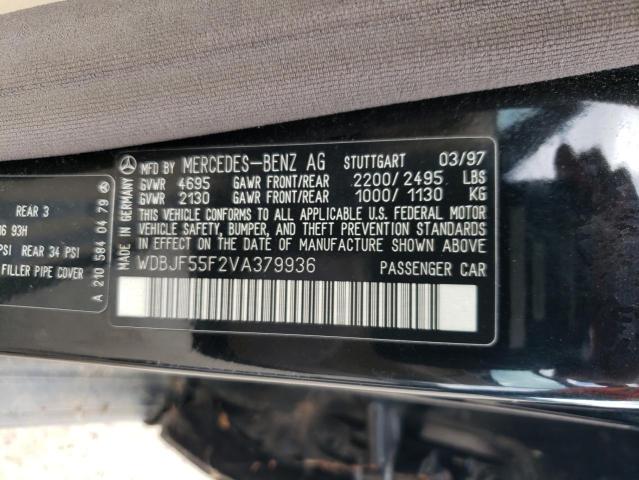 MFD BY MERCEDES-BENZ AG STUTTGART 03/97
GVWR 4695 GAWR FRONT/REAR 2200/2495 LBS
GVWR 2130 GAWR FRONT/REAR 1000/1130 KG
THIS VEHICLE CONFORMS TO ALL APPLICABLE U.S. FEDERAL MOTOR
VEHICLE SAFETY, BUMPER, AND THEFT PREVENTION STANDARDS
IN EFFECT ON THE DATE OF MANUFACTURE SHOWN ABOVE
WDBJF55F2VA379936 PASSENGER CAR
MADE IN GERMANY
A 210 584 04 79
REAR 3
06 93H
PSI REAR 34 PSI
FILLER PIPE COVER